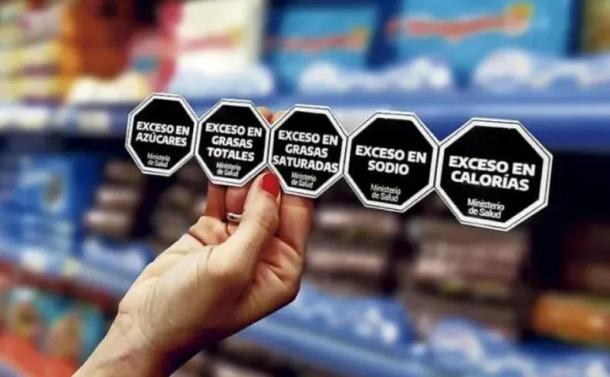 EXCESO EN
AZÚCARES
Ministerio
de Salud
EXCESO EN
GRASAS
TOTALES
Ministerio
de Salud
EXCESO EN
GRASAS
SATURADAS
Ministerio
de Salud
EXCESO EN
SODIO
Ministerio
de Salud
EXCESO EN
CALORÍAS
Ministerio
de Salud